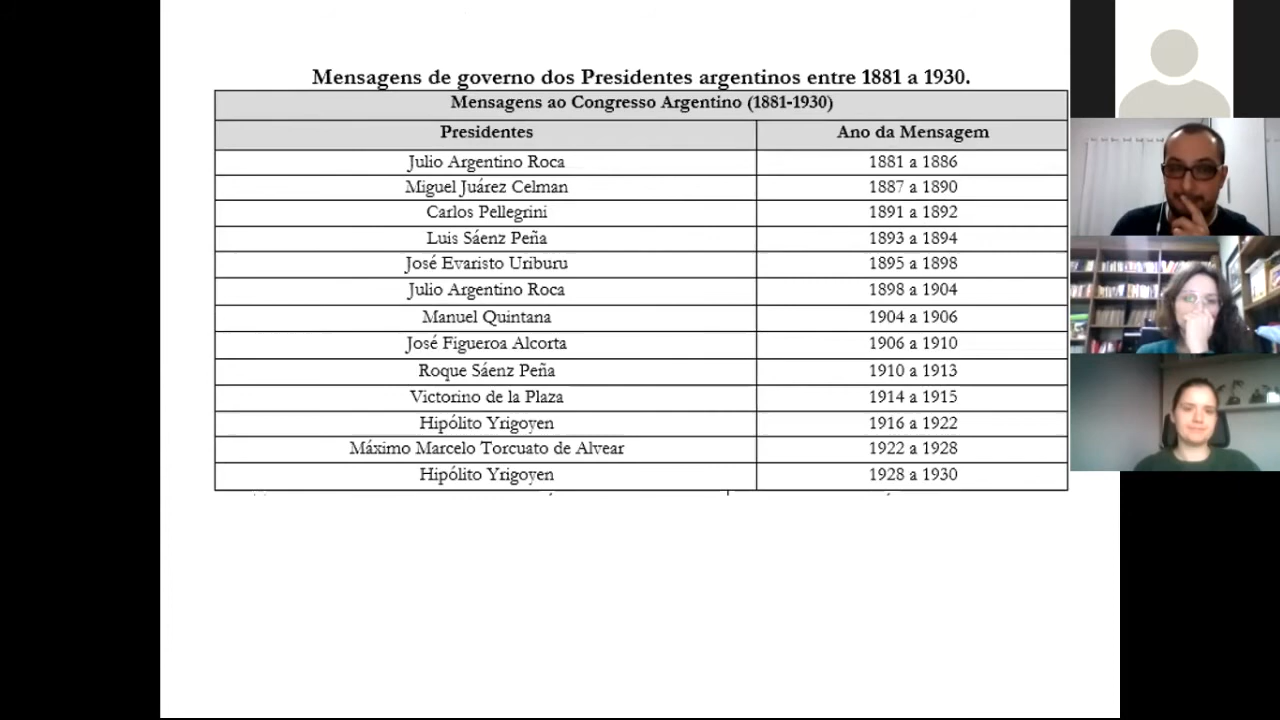 Mensagens de governo dos Presidentes argentinos entre 1881 a 1930.
Mensagens ao Congresso Argentino (1881-1930)
Presidentes Ano da Mensagem
Julio Argentino Roca 1881 a 1886
Miguel Juárez Celman 1887 a 1890
Carlos Pellegrini 1891 a 1892
Luis Sáenz Peña 1893 a 1894
José Evaristo Uriburu 1895 a 1898
Julio Argentino Roca 1898 a 1904
Manuel Quintana 1904 a 1906
José Figueroa Alcorta 1906 a 1910
Roque Sáenz Peña 1910 a 1913
Victorino de la Plaza 1914 a 1915
Hipólito Yrigoyen 1916 a 1922
Máximo Marcelo Torcuato de Alvear 1922 a 1928
Hipólito Yrigoyen 1928 a 1930